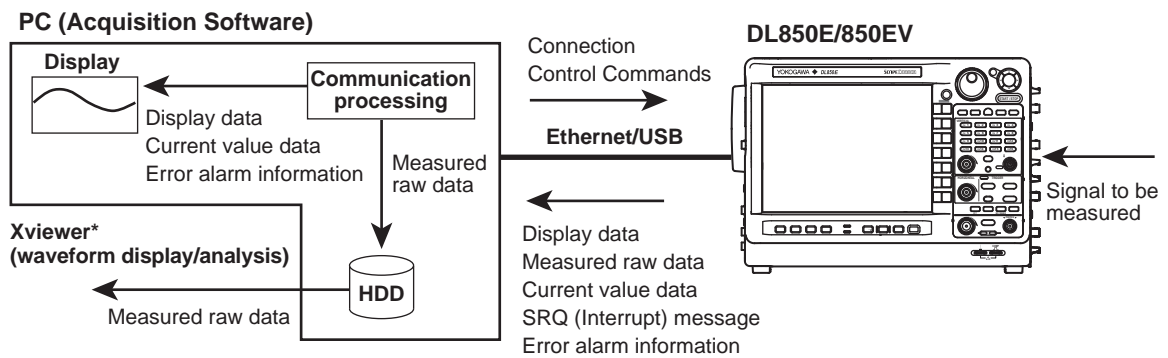 PC (Acquisition Software)
Display
Communication
processing
Display data
Current value data
Error alarm information
Measured
raw data
Xviewer*
(waveform display/analysis)
HDD
Measured raw data
Connection
Control Commands
Ethernet/USB
Display data
Measured raw data
Current value data
SRQ (Interrupt) message
Error alarm information
DL850E/850EV
YOKOGAWA DL850E
Signal to be
measured